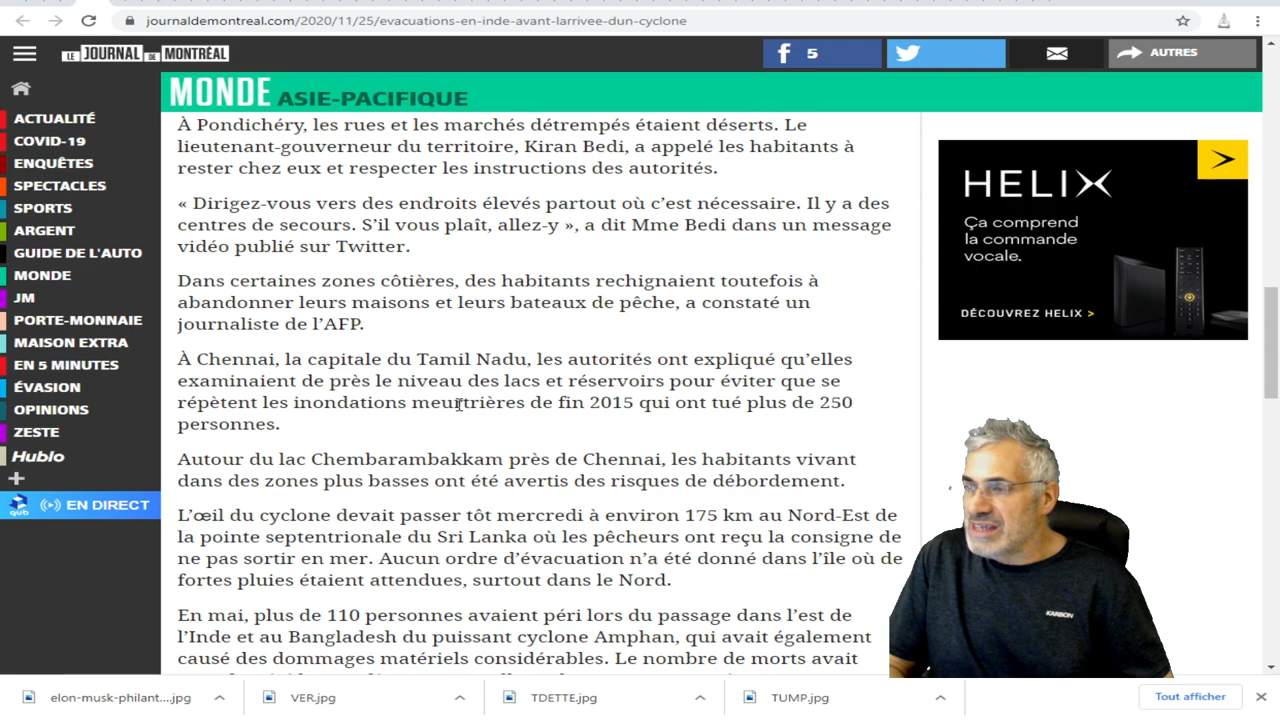 journaldemontreal.com/2020/11/25/evacuations-en-inde-avant-larrivee-dun-cyclone
LE JOURNAL DE MONTRÉAL
5
AUTRES
MONDE ASIE-PACIFIQUE
ACTUALITÉ
COVID-19
ENQUÊTES
SPECTACLES
SPORTS
ARGENT
GUIDE DE L'AUTO
MONDE
JM
PORTE-MONNAIE
MAISON EXTRA
EN 5 MINUTES
ÉVASION
OPINIONS
ZESTE
Hublo
qub EN DIRECT
À Pondichéry, les rues et les marchés détrempés étaient déserts. Le
lieutenant-gouverneur du territoire, Kiran Bedi, a appelé les habitants à
rester chez eux et respecter les instructions des autorités.
« Dirigez-vous vers des endroits élevés partout où c’est nécessaire. Il y a des
centres de secours. S’il vous plaît, allez-y », a dit Mme Bedi dans un message
vidéo publié sur Twitter.
Dans certaines zones côtières, des habitants rechignaient toutefois à
abandonner leurs maisons et leurs bateaux de pêche, a constaté un
journaliste de l’AFP.
À Chennai, la capitale du Tamil Nadu, les autorités ont expliqué qu’elles
examinaient de près le niveau des lacs et réservoirs pour éviter que se
répètent les inondations meurtrières de fin 2015 qui ont tué plus de 250
personnes.
Autour du lac Chembarambakkam près de Chennai, les habitants vivant
dans des zones plus basses ont été avertis des risques de débordement.
L’œil du cycone devait passer tôt mercredi à environ 175 km au Nord-Est de
la pointe septentrionale du Sri Lanka où les pêcheurs ont reçu la consigne de
ne pas sortir en mer. Aucun ordre d’évacuation n’a été donné dans l’île où de
fortes pluies étaient attendues, surtout dans le Nord.
En mai, plus de 110 personnes avaient péri lors du passage dans l’est de
l’Inde et au Bangladesh du puissant cyclone Amphan, qui avait également
causé des dommages matériels considérables. Le nombre de morts avait
HELIX
Ça comprend
la commande
vocale.
DÉCOUVREZ HELIX >
KARBON
elon-musk-philant....jpg
VER.jpg
TDETTE.jpg
TUMP.jpg
Tout afficher